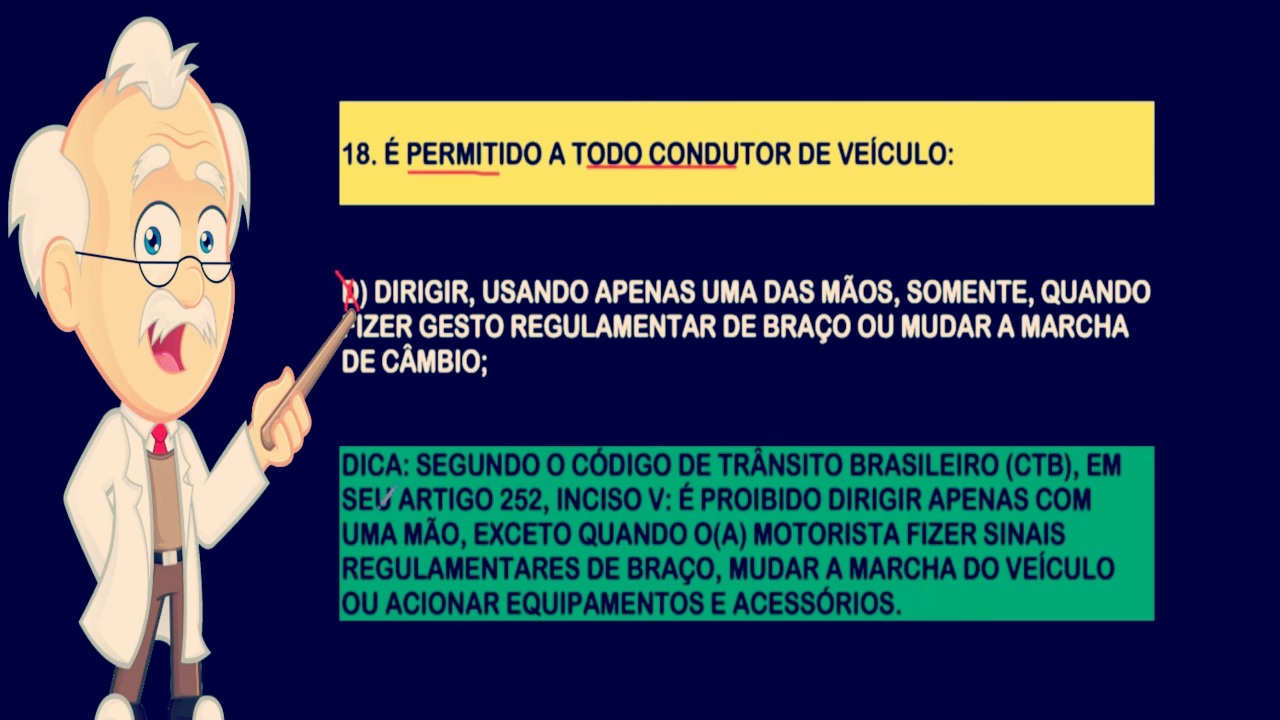 18. É PERMITIDO A TODO CONDUTOR DE VEÍCULO:
D) DIRIGIR, USANDO APENAS UMA DAS MÃOS, SOMENTE, QUANDO
FIZER GESTO REGULAMENTAR DE BRAÇO OU MUDAR A MARCHA
DE CÂMBIO;
DICA: SEGUNDO O CÓDIGO DE TRÂNSITO BRASILEIRO (CTB), EM
SEU ARTIGO 252, INCISO V: É PROIBIDO DIRIGIR APENAS COM
UMA MÃO, EXCETO QUANDO O(A) MOTORISTA FIZER SINAIS
REGULAMENTARES DE BRAÇO, MUDAR A MARCHA DO VEÍCULO
OU ACIONAR EQUIPAMENTOS E ACESSÓRIOS.